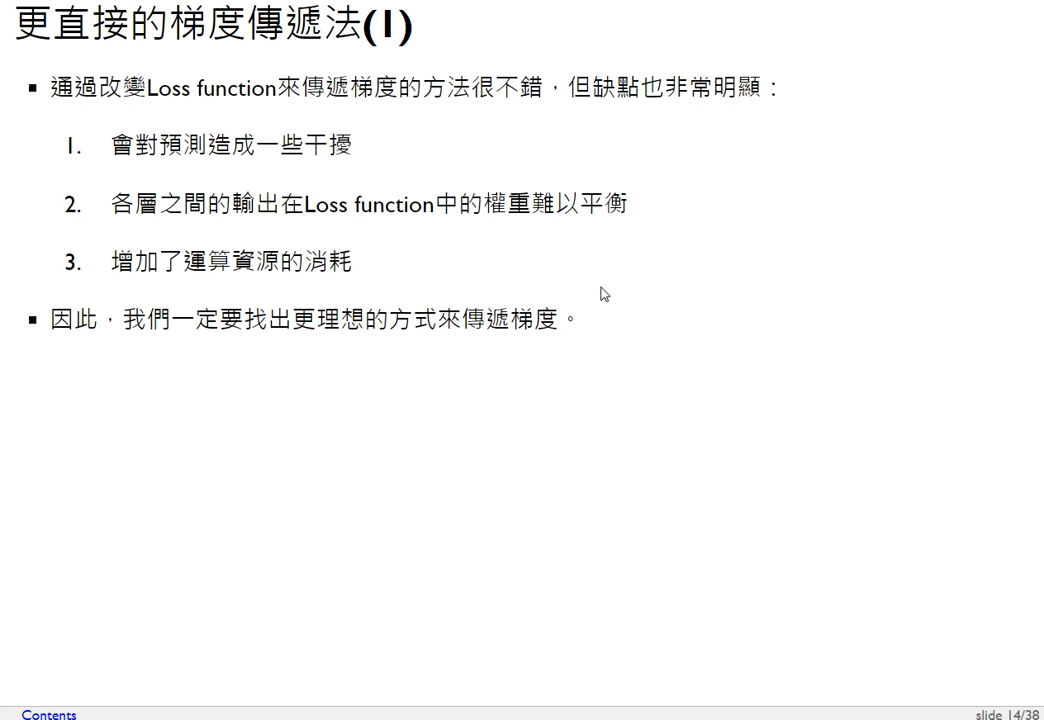 更直接的梯度傳遞法(1)
▪ 通過改變Loss function來傳遞梯度的方法很不錯，但缺點也非常明顯：
1. 會對預測造成一些干擾
2. 各層之間的輸出在Loss function中的權重難以平衡
3. 增加了運算資源的消耗
▪ 因此，我們一定要找出更理想的方式來傳遞梯度。
Contents
slide 14/38